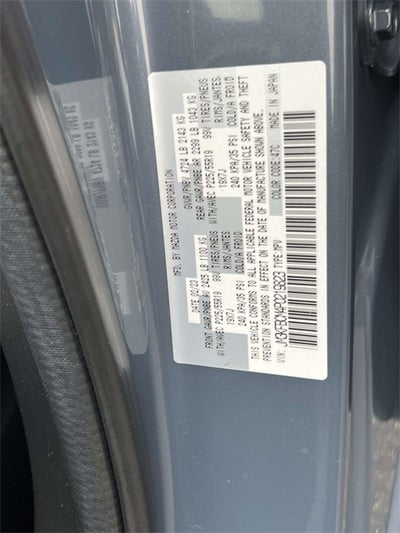 MFD. BY MAZDA MOTOR CORPORATION
DATE: 02/23 GVWR/PNBV 4724 LB 2143 KG
FRONT GAWR/PNBE AV 2425 LB 1100 KG REAR GAWR/PNBE AR 2299 LB 1043 KG
WITH/AVEC P225/55R19 99V TIRES/PNEUS WITH/AVEC P225/55R19 99V TIRES/PNEUS
19X7J RIMS/JANTES 19X7J RIMS/JANTES
240 KPA/35 PSI COLD/A FROID 240 KPA/35 PSI COLD/A FROID
THIS VEHICLE CONFORMS TO ALL APPLICABLE FEDERAL MOTOR VEHICLE SAFETY AND THEFT
PREVENTION STANDARDS IN EFFECT ON THE DATE OF MANUFACTURE SHOWN ABOVE.
TYPE:MPV COLOR CODE: 47C MADE IN JAPAN